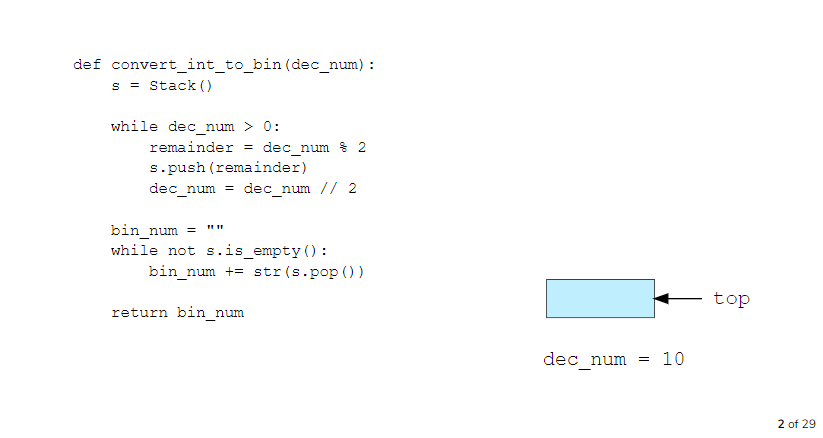 def convert_int_to_bin(dec_num):
    s = Stack()
    while dec_num > 0:
        remainder = dec_num % 2
        s.push(remainder)
        dec_num = dec_num // 2
    bin_num = ""
    while not s.is_empty():
        bin_num += str(s.pop())
    return bin_num
top
dec_num = 10
2 of 29